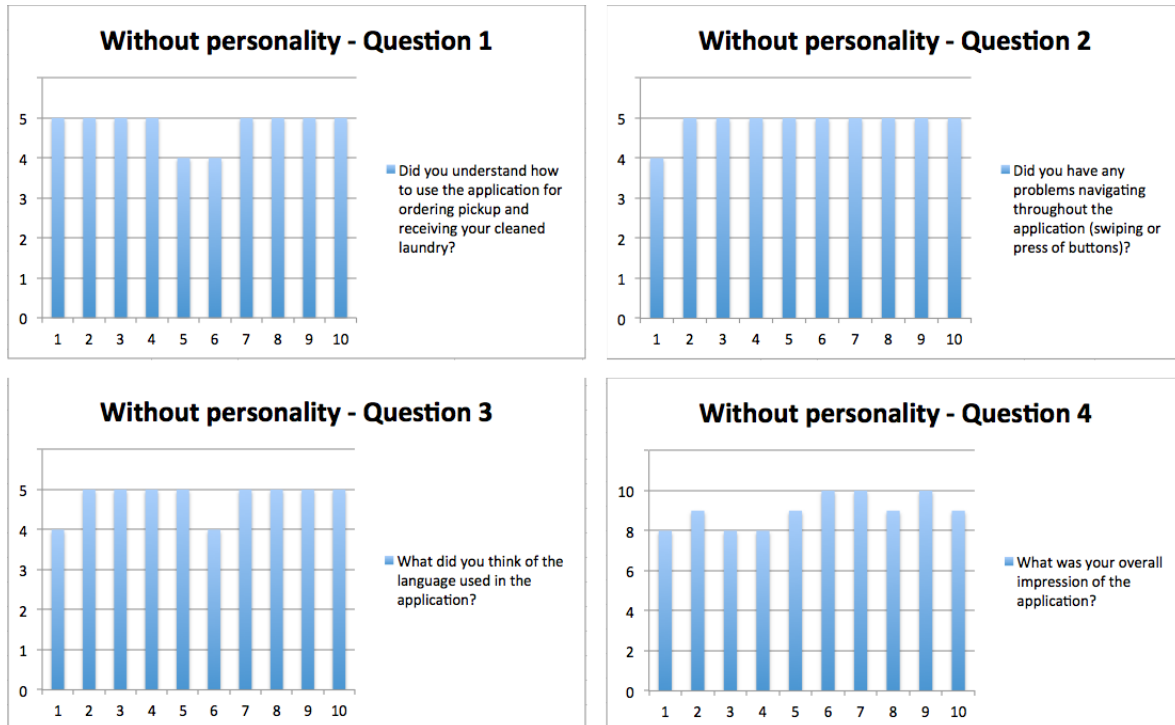 Without personality - Question 1
5
4
3
2
1
0
1 2 3 4 5 6 7 8 9 10
Did you understand how
to use the application for
ordering pickup and
receiving your cleaned
laundry?
Without personality - Question 2
5
4
3
2
1
0
1 2 3 4 5 6 7 8 9 10
Did you have any
problems navigating
throughout the
application (swiping or
press of buttons)?
Without personality - Question 3
5
4
3
2
1
0
1 2 3 4 5 6 7 8 9 10
What did you think of the
language used in the
application?
Without personality - Question 4
10
8
6
4
2
0
1 2 3 4 5 6 7 8 9 10
What was your overall
impression of the
application?